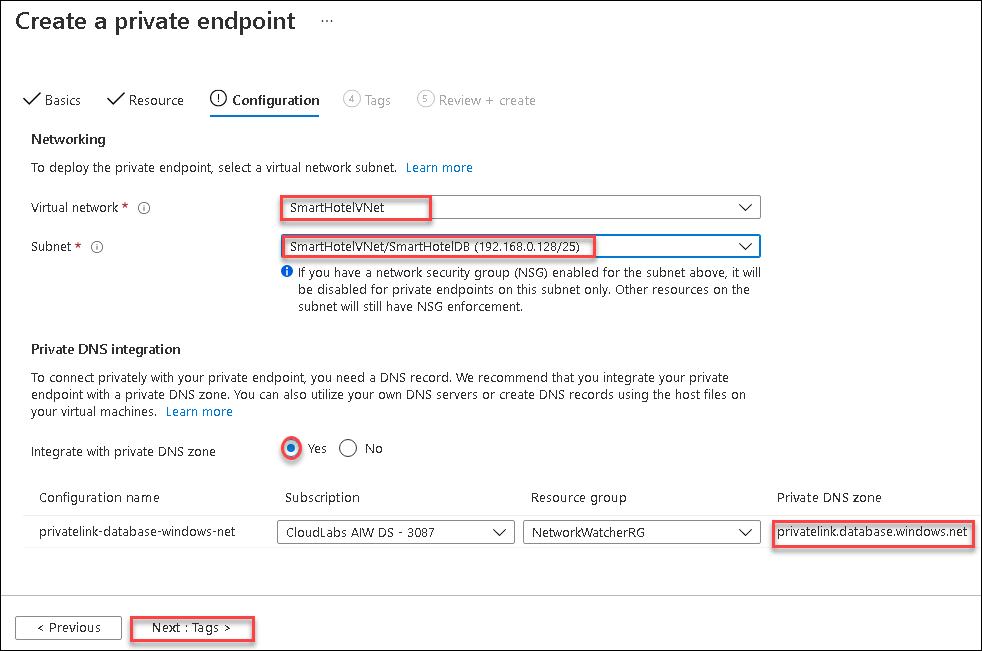 Create a private endpoint ...
Basics Resource ! Configuration 4 Tags 5 Review + create
Networking
To deploy the private endpoint, select a virtual network subnet. Learn more
Virtual network * i SmartHotelVNet
Subnet * i SmartHotelVNet/SmartHotelDB (192.168.0.128/25)
i If you have a network security group (NSG) enabled for the subnet above, it will
be disabled for private endpoints on this subnet only. Other resources on the
subnet will still have NSG enforcement.
Private DNS integration
To connect privately with your private endpoint, you need a DNS record. We recommend that you integrate your private
endpoint with a private DNS zone. You can also utilize your own DNS servers or create DNS records using the host files on
your virtual machines. Learn more
Integrate with private DNS zone Yes No
Configuration name Subscription Resource group Private DNS zone
privatelink-database-windows-net CloudLabs AIW DS - 3087 NetworkWatcherRG privatelink.database.windows.net
< Previous Next : Tags >